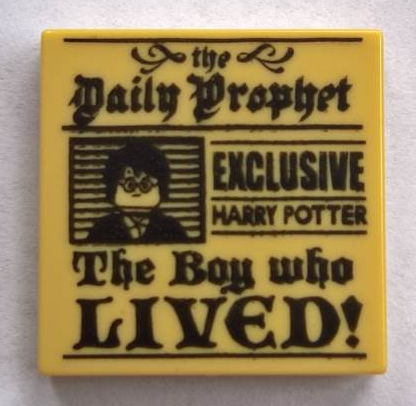 the
Daily Prophet
EXCLUSIVE
HARRY POTTER
The Boy who
LIVED!